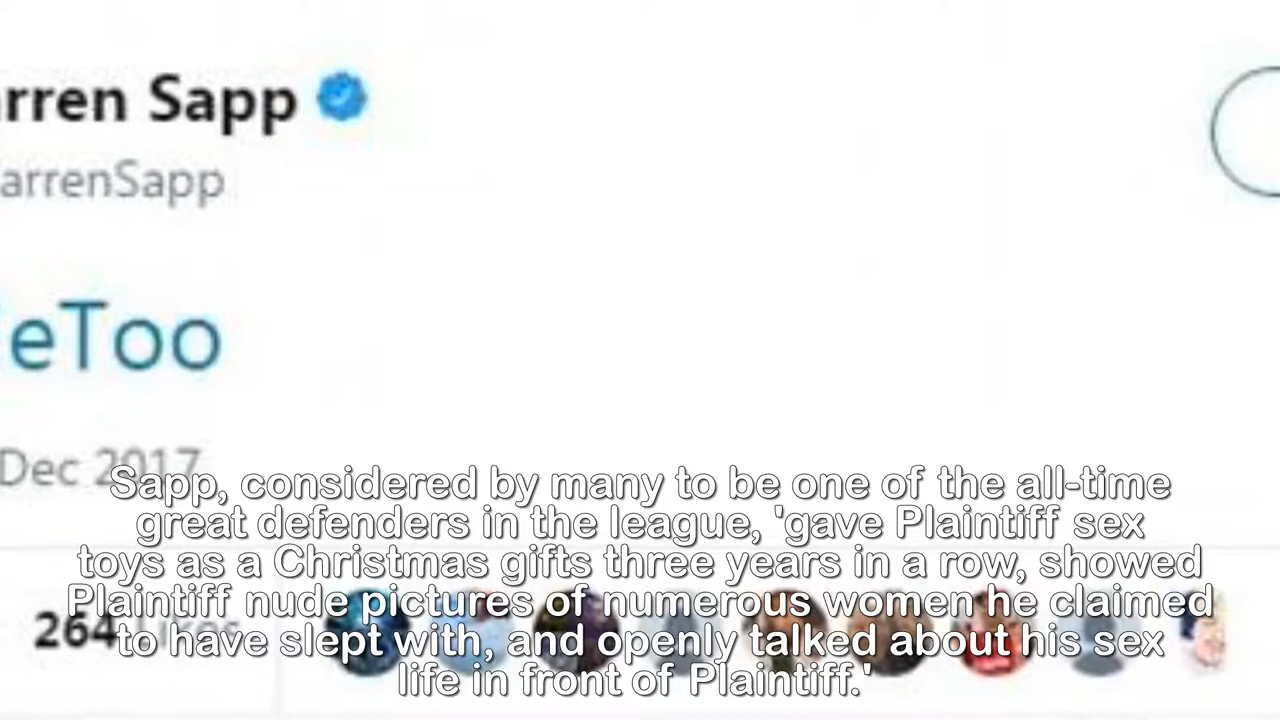 rren Sapp
arrenSapp
eToo
Dec 2017
Sapp, considered by many to be one of the all-time
great defenders in the league, 'gave Plaintiff sex
toys as a Christmas gifts three years in a row, showed
Plaintiff nude pictures of numerous women he claimed
264 Likes
to have slept with, and openly talked about his sex
life in front of Plaintiff.'